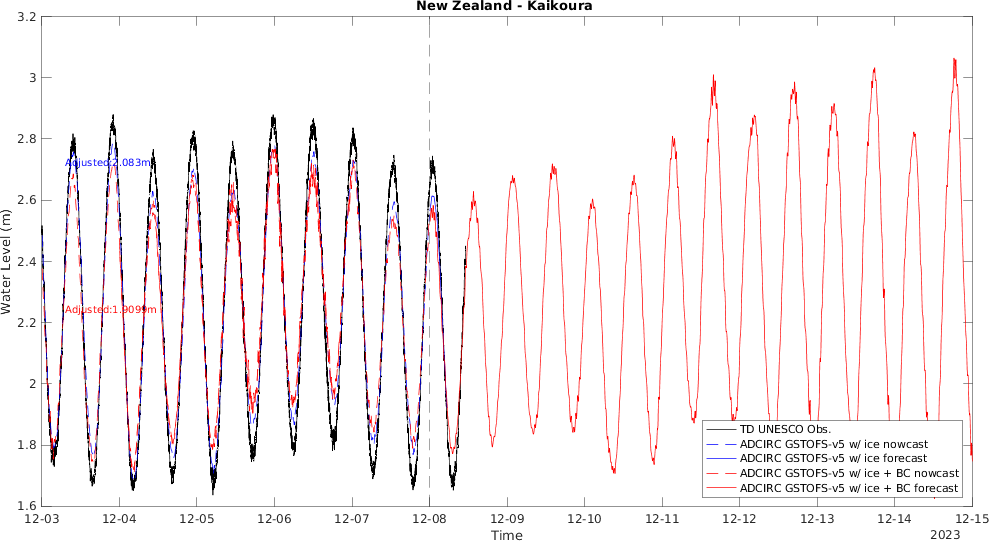 New Zealand - Kaikoura
3.2
3
2.8
2.6
2.4
2.2
2
1.8
1.6
Water Level (m)
Adjusted:2.083m
Adjusted:1.9099m
TD UNESCO Obs.
ADCIRC GSTOFS-v5 w/ ice nowcast
ADCIRC GSTOFS-v5 w/ ice forecast
ADCIRC GSTOFS-v5 w/ ice + BC nowcast
ADCIRC GSTOFS-v5 w/ ice + BC forecast
12-03 12-04 12-05 12-06 12-07 12-08 12-09 12-10 12-11 12-12 12-13 12-14 12-15
Time
2023